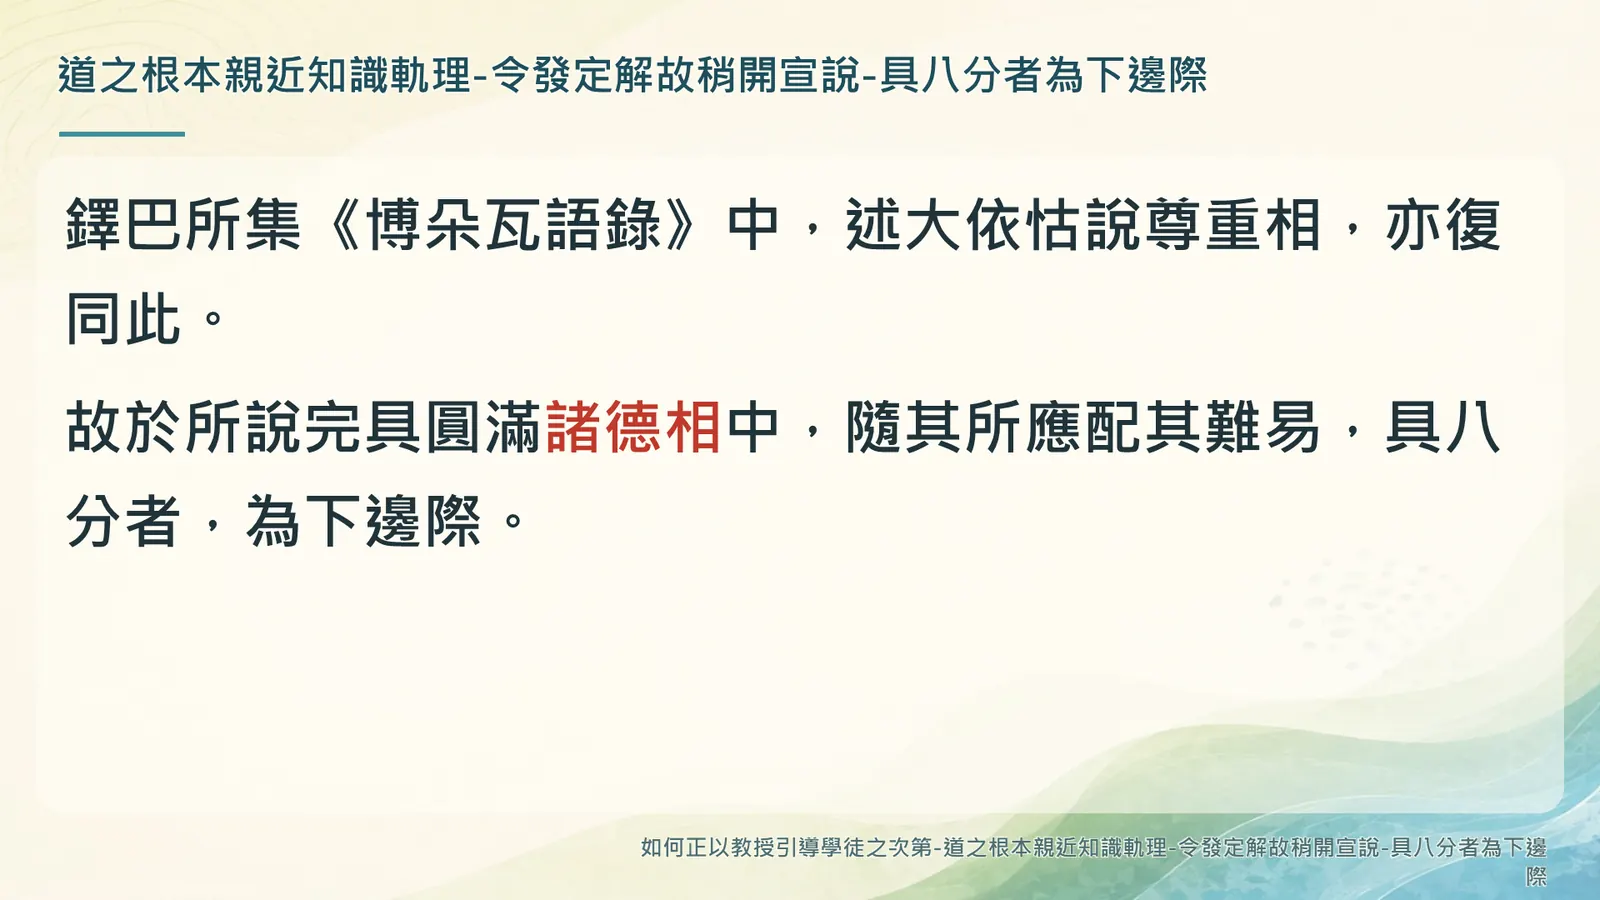 道之根本親近知識軌理-令發定解故稍開宣說-具八分者為下邊際
鐸巴所集《博朵瓦語錄》中，述大依怙說尊重相，亦復
同此。
故於所說完具圓滿諸德相中，隨其所應配其難易，具八
分者，為下邊際。
如何正以教授引導學徒之次第-道之根本親近知識軌理-令發定解故稍開宣說-具八分者為下邊
際